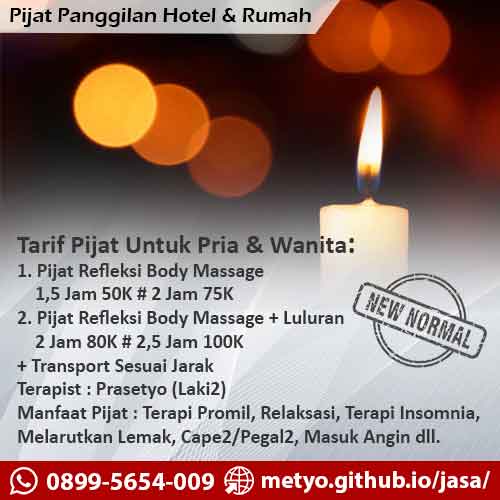 Pijat Panggilan Hotel & Rumah
Tarif Pijat Untuk Pria & Wanita:
1. Pijat Refleksi Body Massage
1,5 Jam 50K # 2 Jam 75K
2. Pijat Refleksi Body Massage + Luluran
2 Jam 80K # 2,5 Jam 100K
+ Transport Sesuai Jarak
Terapist : Prasetyo (Laki2)
Manfaat Pijat : Terapi Promil, Relaksasi, Terapi Insomnia,
Melarutkan Lemak, Cape2/Pegal2, Masuk Angin dll.
NEW NORMAL
0899-5654-009 metyo.github.io/jasa/